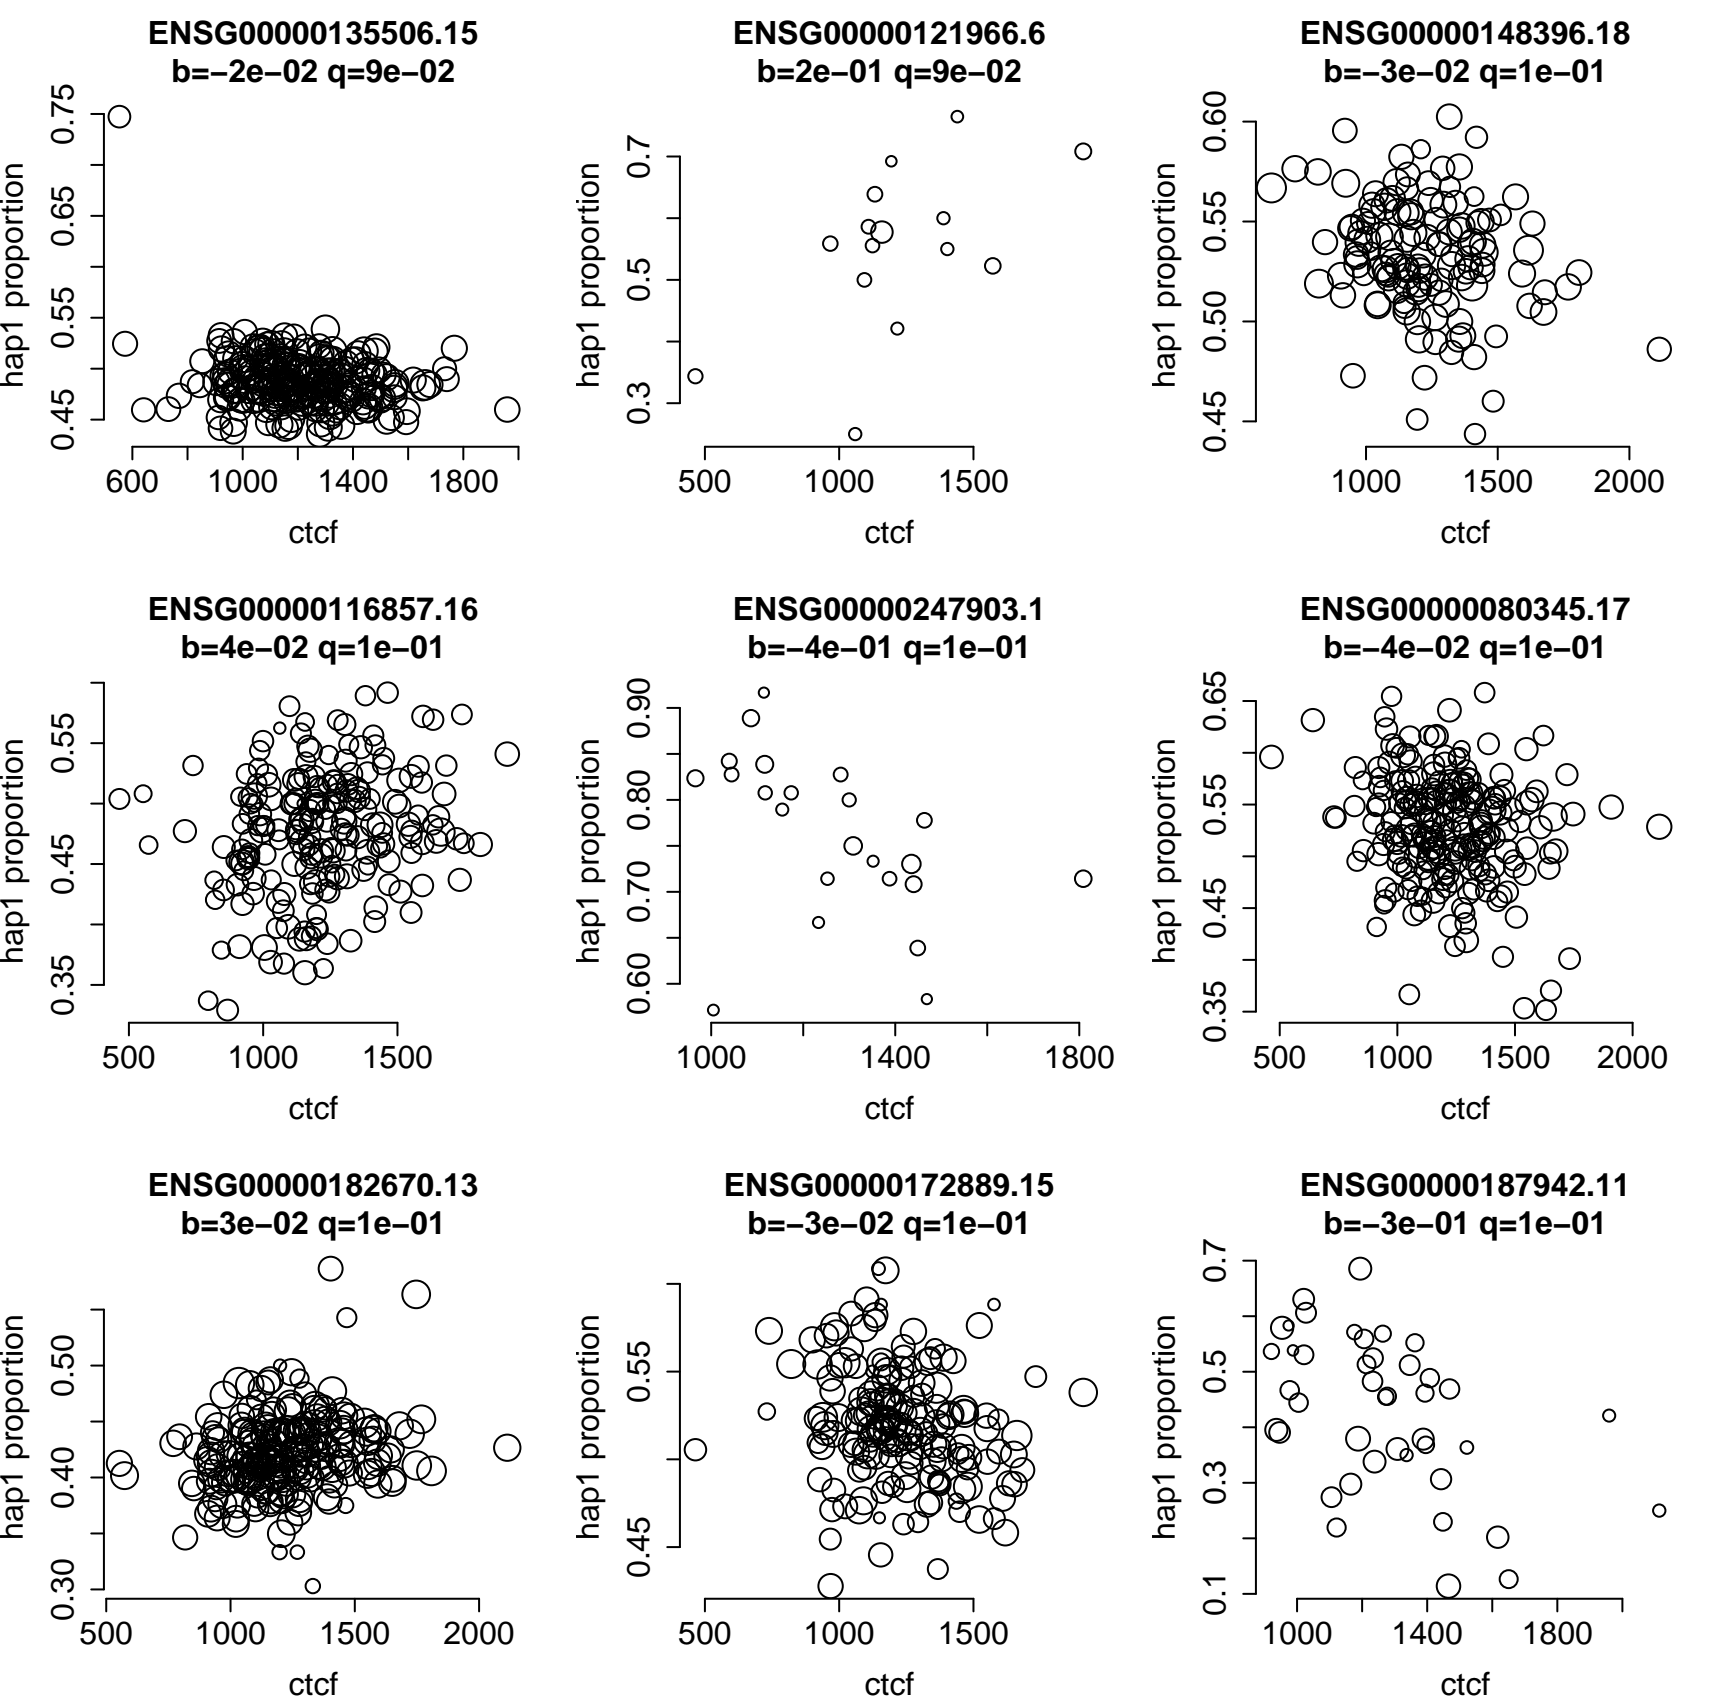 ENSG00000135506.15
b=−2e−02 q=9e−02
hap1 proportion
0.45 0.55 0.65 0.75
600 1000 1400 1800
ctcf
ENSG00000121966.6
b=2e−01 q=9e−02
hap1 proportion
0.3 0.5 0.7
500 1000 1500
ctcf
ENSG00000148396.18
b=−3e−02 q=1e−01
hap1 proportion
0.45 0.50 0.55 0.60
1000 1500 2000
ctcf
ENSG00000116857.16
b=4e−02 q=1e−01
hap1 proportion
0.35 0.45 0.55
500 1000 1500
ctcf
ENSG00000247903.1
b=−4e−01 q=1e−01
hap1 proportion
0.60 0.70 0.80 0.90
1000 1400 1800
ctcf
ENSG00000080345.17
b=−4e−02 q=1e−01
hap1 proportion
0.35 0.45 0.55 0.65
500 1000 1500 2000
ctcf
ENSG00000182670.13
b=3e−02 q=1e−01
hap1 proportion
0.30 0.40 0.50
500 1000 1500 2000
ctcf
ENSG00000172889.15
b=−3e−02 q=1e−01
hap1 proportion
0.45 0.55
500 1000 1500
ctcf
ENSG00000187942.11
b=−3e−01 q=1e−01
hap1 proportion
0.1 0.3 0.5 0.7
1000 1400 1800
ctcf